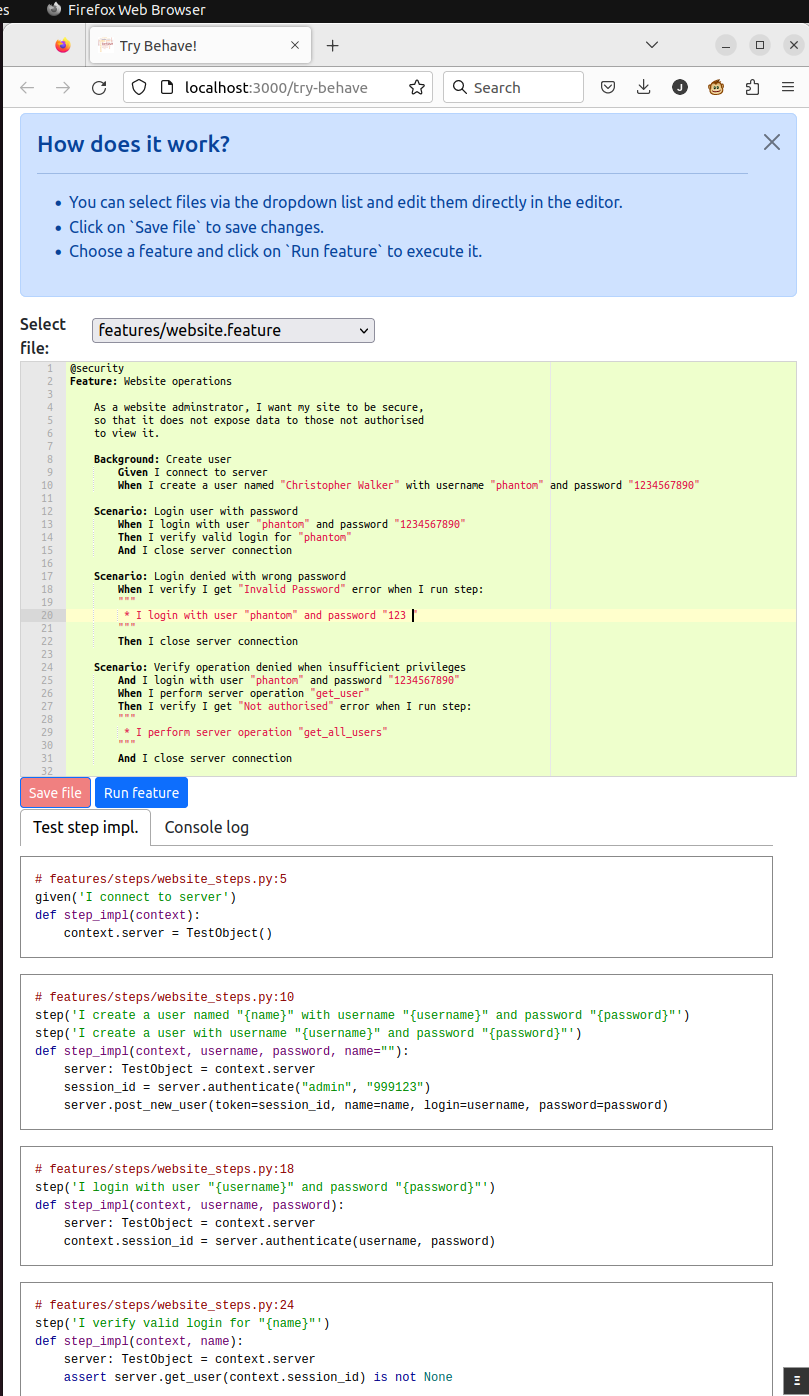 es Firefox Web Browser
Try Behave!
localhost:3000/try-behave
Search
J
How does it work?
• You can select files via the dropdown list and edit them directly in the editor.
• Click on `Save file` to save changes.
• Choose a feature and click on `Run feature` to execute it.
Select file:
features/website.feature
1 @security
2 Feature: Website operations
3
4 As a website adminstrator, I want my site to be secure,
5 so that it does not expose data to those not authorised
6 to view it.
7
8 Background: Create user
9 Given I connect to server
10 When I create a user named "Christopher Walker" with username "phantom" and password "1234567890"
11
12 Scenario: Login user with password
13 When I login with user "phantom" and password "1234567890"
14 Then I verify valid login for "phantom"
15 And I close server connection
16
17 Scenario: Login denied with wrong password
18 When I verify I get "Invalid Password" error when I run step:
19 """
20 * I login with user "phantom" and password "123 "
21 """
22 Then I close server connection
23
24 Scenario: Verify operation denied when insufficient privileges
25 And I login with user "phantom" and password "1234567890"
26 When I perform server operation "get_user"
27 Then I verify I get "Not authorised" error when I run step:
28 """
29 * I perform server operation "get_all_users"
30 """
31 And I close server connection
32
Save file Run feature
Test step impl. Console log
# features/steps/website_steps.py:5
given('I connect to server')
def step_impl(context):
    context.server = TestObject()
# features/steps/website_steps.py:10
step('I create a user named "{name}" with username "{username}" and password "{password}"')
step('I create a user with username "{username}" and password "{password}"')
def step_impl(context, username, password, name=""):
    server: TestObject = context.server
    session_id = server.authenticate("admin", "999123")
    server.post_new_user(token=session_id, name=name, login=username, password=password)
# features/steps/website_steps.py:18
step('I login with user "{username}" and password "{password}"')
def step_impl(context, username, password):
    server: TestObject = context.server
    context.session_id = server.authenticate(username, password)
# features/steps/website_steps.py:24
step('I verify valid login for "{name}"')
def step_impl(context, name):
    server: TestObject = context.server
    assert server.get_user(context.session_id) is not None